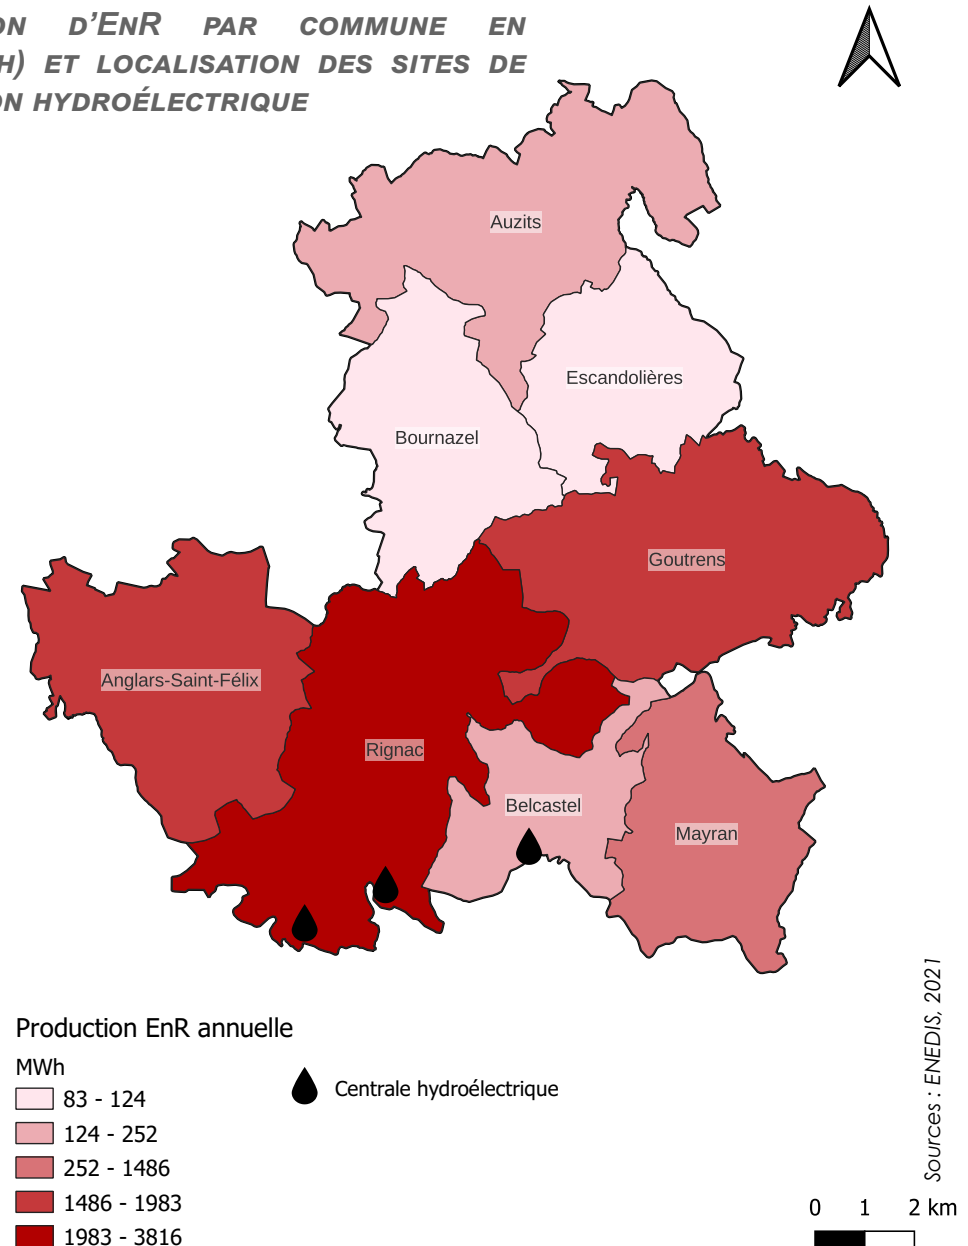 ON D'ENR PAR COMMUNE EN
H) ET LOCALISATION DES SITES DE
ON HYDROÉLECTRIQUE
Auzits
Escandolières
Bournazel
Goutrens
Anglars-Saint-Félix
Rignac
Belcastel
Mayran
Sources : ENEDIS, 2021
Production EnR annuelle
MWh
83 - 124
124 - 252
252 - 1486
1486 - 1983
1983 - 3816
Centrale hydroélectrique
0 1 2 km